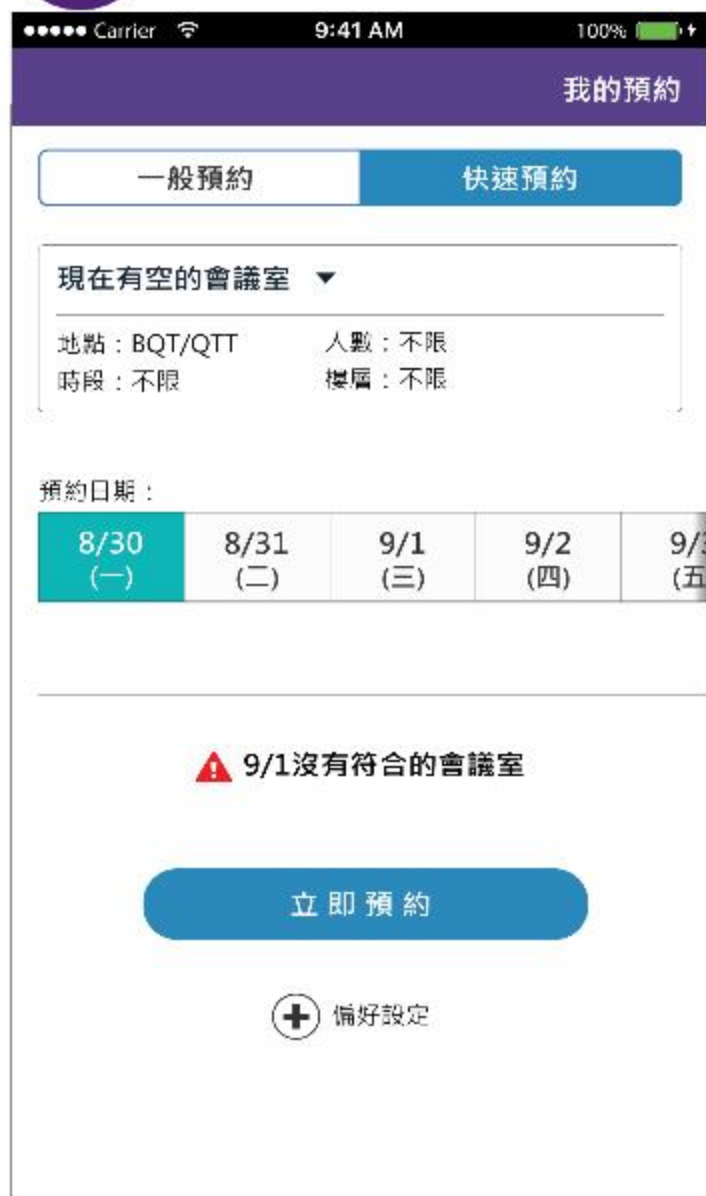 Carrier 9:41 AM 100%
我的預約
一般預約 快速預約
現在有空的會議室
地點：BQT/QTT 人數：不限
時段：不限 樓層：不限
預約日期：
8/30 8/31 9/1 9/2 9/
(一) (二) (三) (四) (五
9/1沒有符合的會議室
立即預約
偏好設定